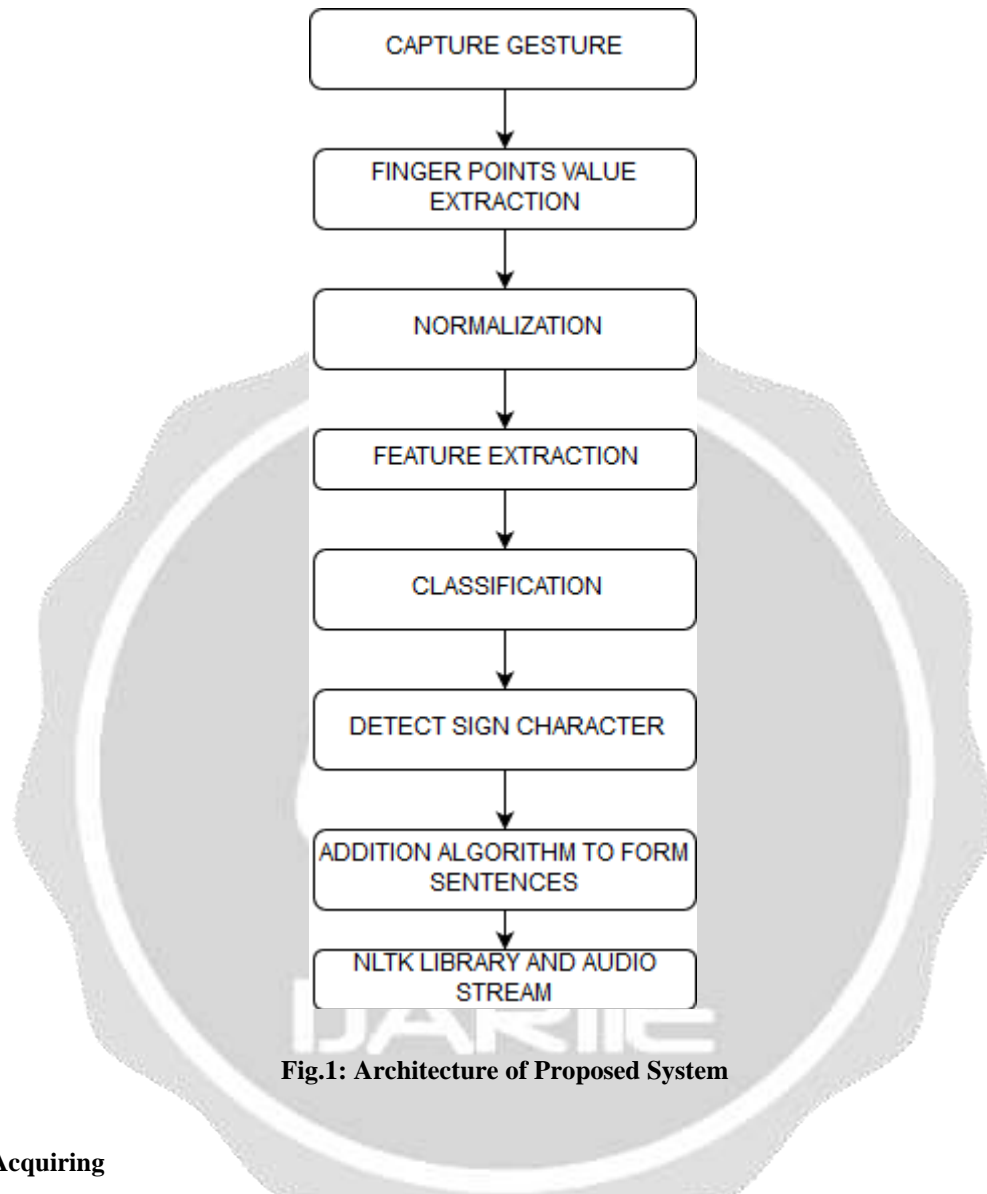 CAPTURE GESTURE
FINGER POINTS VALUE
EXTRACTION
NORMALIZATION
FEATURE EXTRACTION
CLASSIFICATION
DETECT SIGN CHARACTER
ADDITION ALGORITHM TO FORM
SENTENCES
NLTK LIBRARY AND AUDIO
STREAM
Fig.1: Architecture of Proposed System
Acquiring